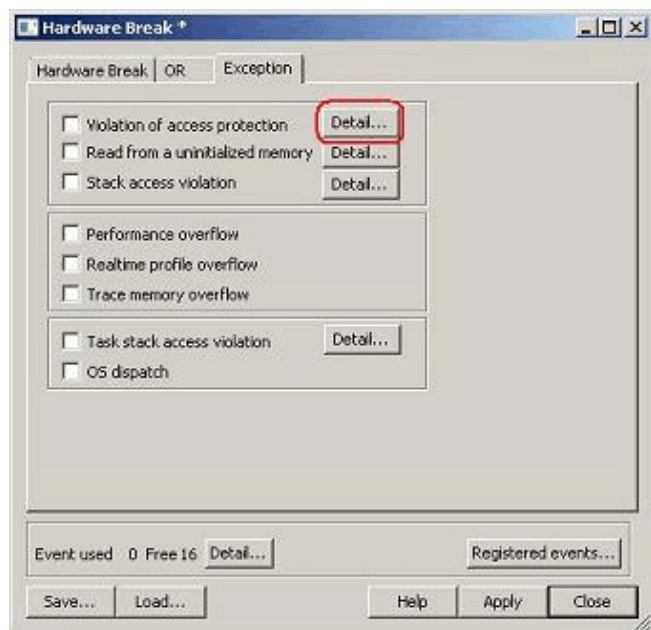 Hardware Break *
Hardware Break OR Exception
Violation of access protection Detail...
Read from a uninitialized memory Detail...
Stack access violation Detail...
Performance overflow
Realtime profile overflow
Trace memory overflow
Task stack access violation Detail...
OS dispatch
Event used 0 Free 16 Detail... Registered events...
Save... Load... Help Apply Close